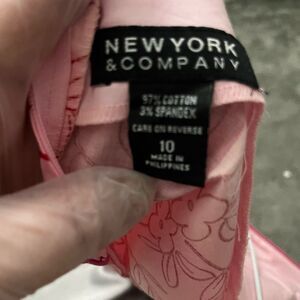 NEW YORK
& COMPANY
97% COTTON
3% SPANDEX
CARE ON REVERSE
10
MADE IN
PHILIPPINES